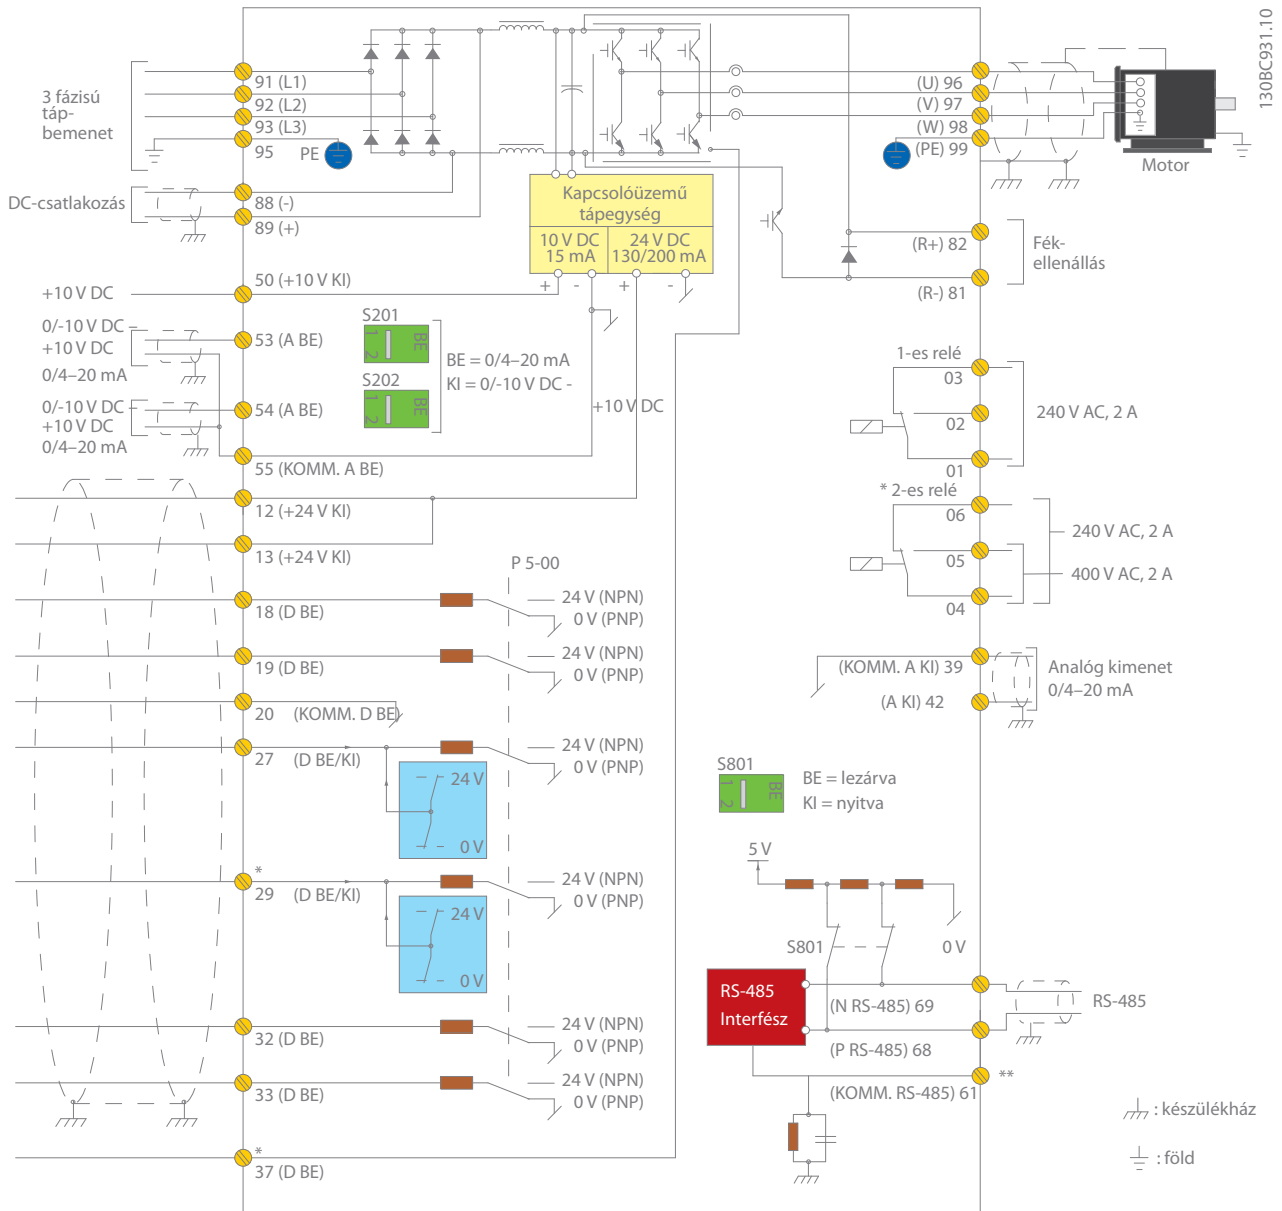 130BC931.10
3 fázisú
táp-
bemenet
91 (L1)
92 (L2)
93 (L3)
95
PE
DC-csatlakozás
88 (-)
89 (+)
Kapcsolóüzemű
tápegység
10 V DC
15 mA
24 V DC
130/200 mA
+ - + -
(U) 96
(V) 97
(W) 98
(PE) 99
Motor
(R+) 82
(R-) 81
Fék-
ellenállás
+10 V DC
50 (+10 V KI)
0/-10 V DC -
+10 V DC
0/4–20 mA
53 (A BE)
0/-10 V DC -
+10 V DC
0/4–20 mA
54 (A BE)
55 (KOMM. A BE)
S201
1
2
BE
S202
1
2
BE
BE = 0/4–20 mA
KI = 0/-10 V DC -
+10 V DC
12 (+24 V KI)
13 (+24 V KI)
P 5-00
18 (D BE)
24 V (NPN)
0 V (PNP)
19 (D BE)
24 V (NPN)
0 V (PNP)
20 (KOMM. D BE)
27 (D BE/KI)
24 V (NPN)
0 V (PNP)
24 V
0 V
*
29 (D BE/KI)
24 V (NPN)
0 V (PNP)
24 V
0 V
32 (D BE)
24 V (NPN)
0 V (PNP)
33 (D BE)
24 V (NPN)
0 V (PNP)
*
37 (D BE)
1-es relé
03
02
01
240 V AC, 2 A
* 2-es relé
06
05
04
240 V AC, 2 A
400 V AC, 2 A
(KOMM. A KI) 39
(A KI) 42
Analóg kimenet
0/4–20 mA
S801
1
2
BE
BE = lezárva
KI = nyitva
5 V
S801
0 V
RS-485
Interfész
(N RS-485) 69
(P RS-485) 68
(KOMM. RS-485) 61
**
RS-485
: készülékház
: föld